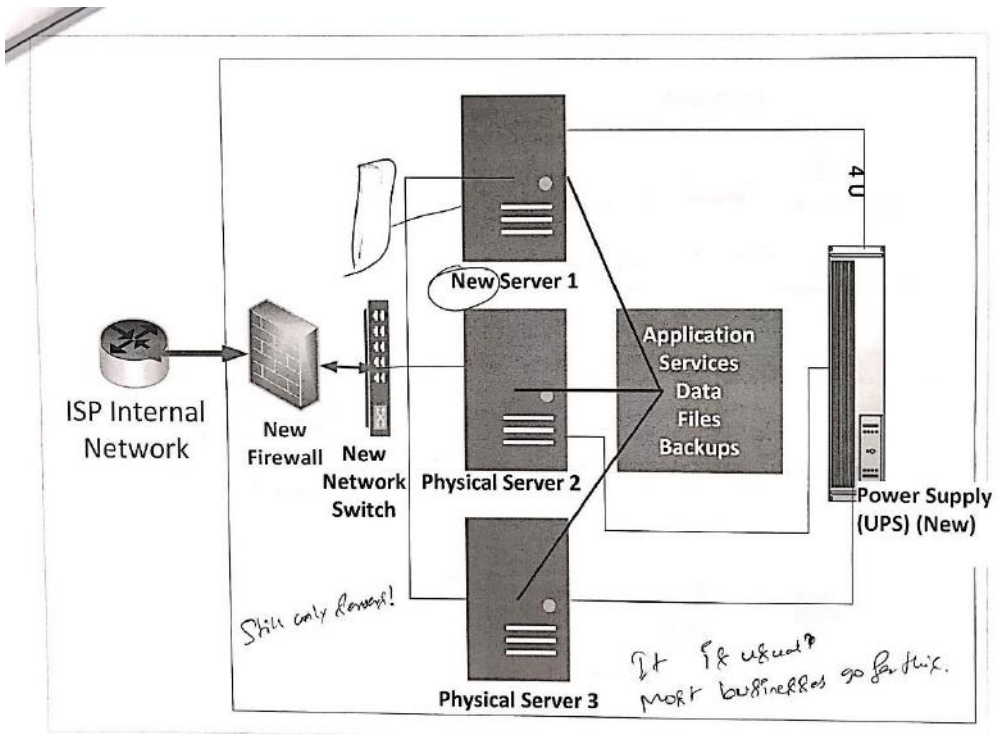 4 U
New Server 1
Application
Services
Data
Files
Backups
ISP Internal
Network
New
Firewall
New
Network
Switch
Physical Server 2
Power Supply
(UPS) (New)
Still only
It is usual?
most businesses go for this.
Physical Server 3